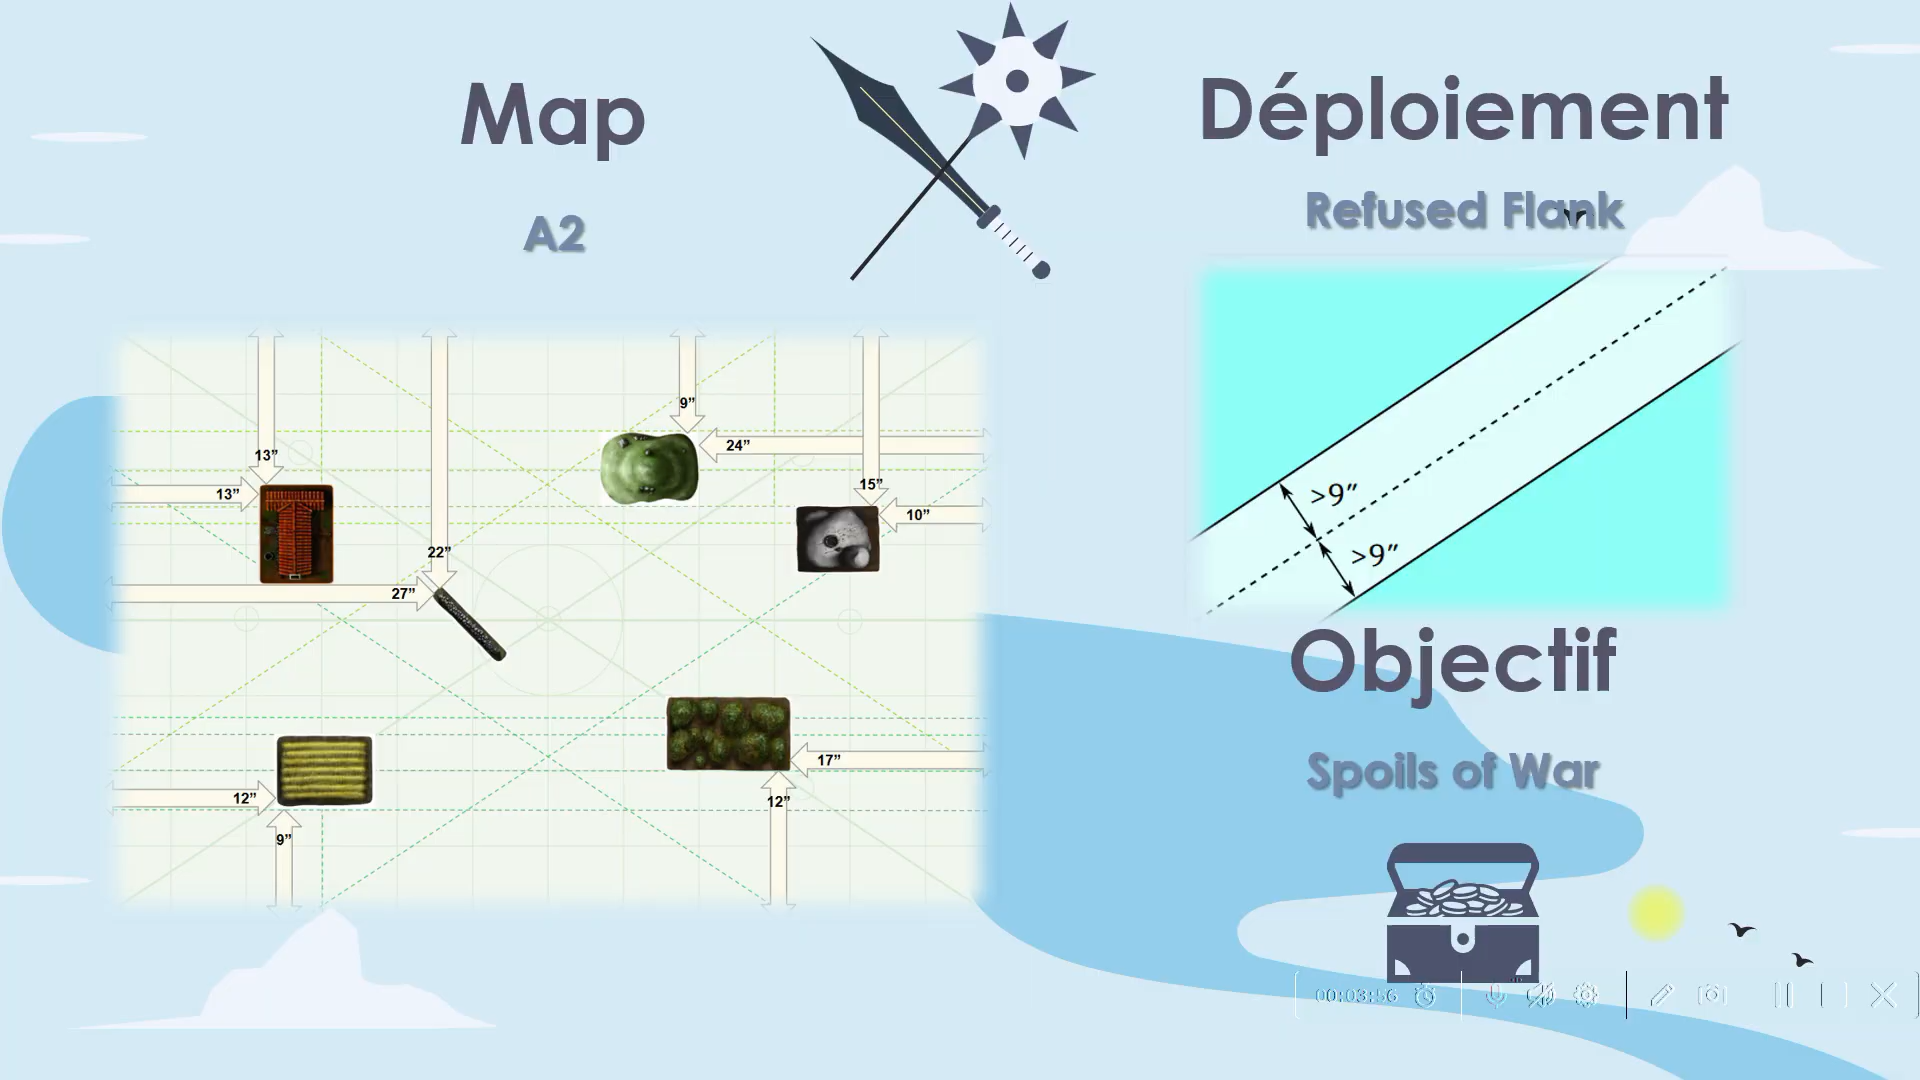 Map
A2
9”
24”
13”
13”
15”
10”
22”
27”
17”
12”
12”
9”
Déploiement
Refused Flank
>9”
>9”
Objectif
Spoils of War
00:03:56